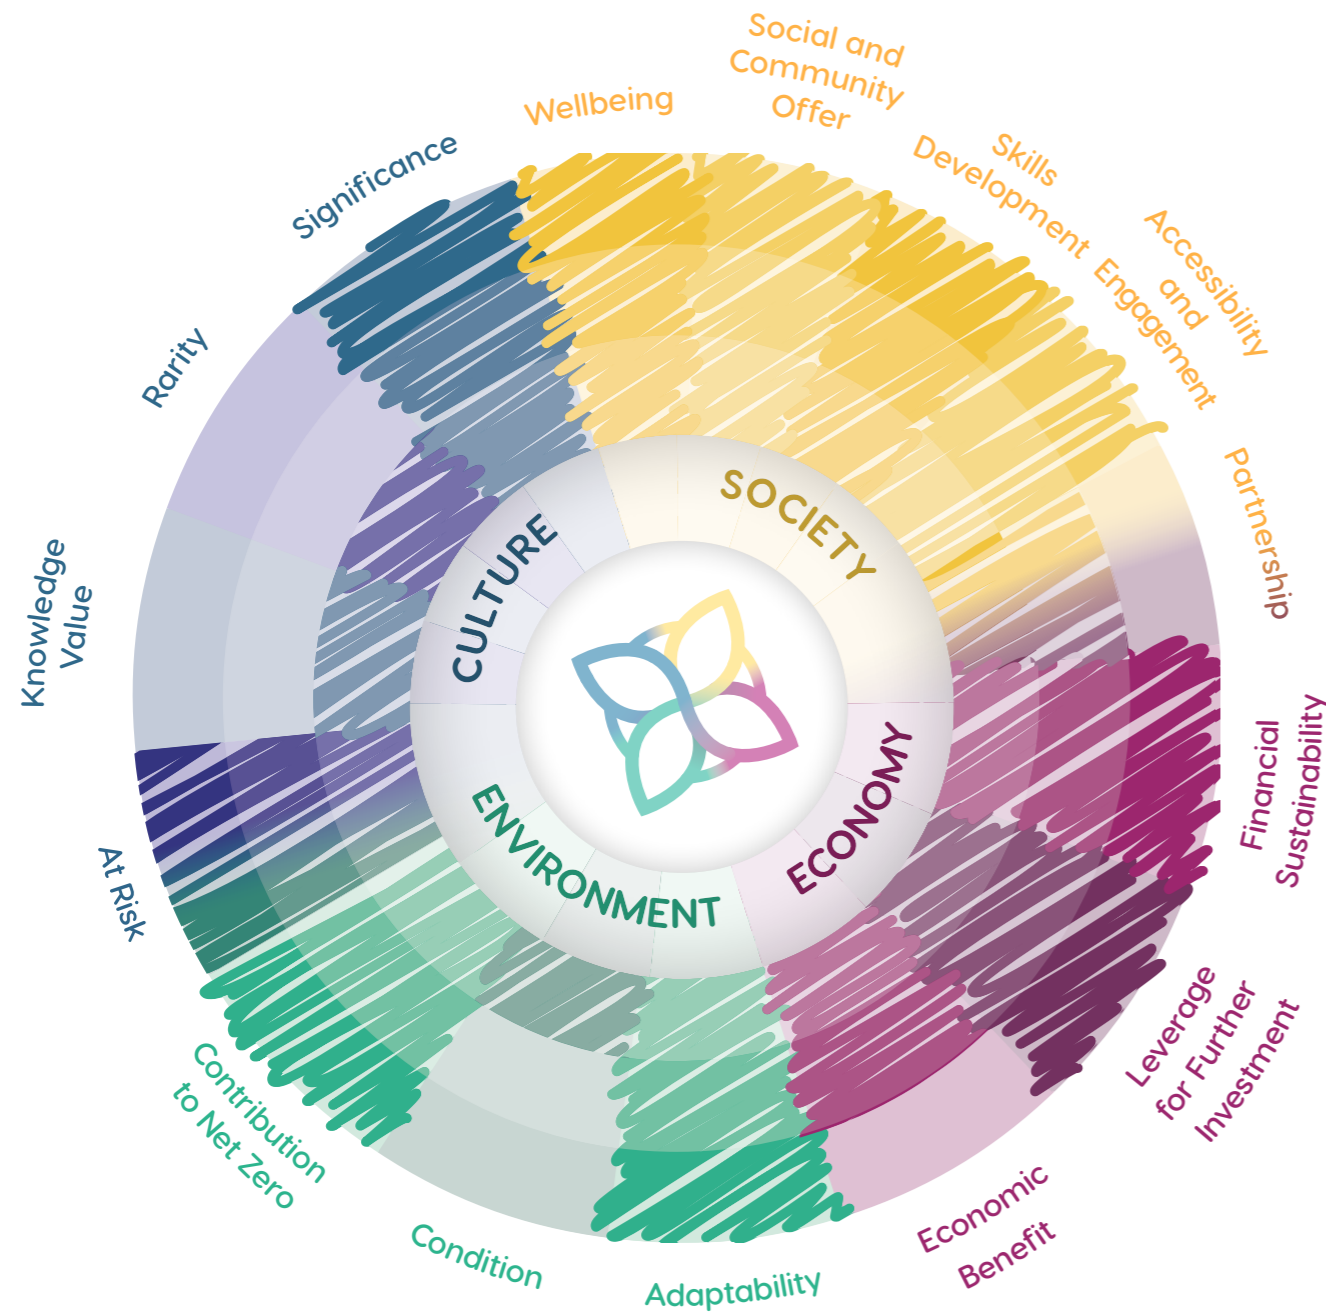 Social and
Community
Offer
Wellbeing
Skills
Development
Significance
Accessibility
and
Engagement
Rarity
Partnership
SOCIETY
CULTURE
Knowledge
Value
Financial
Sustainability
ECONOMY
ENVIRONMENT
At Risk
Leverage
for Further
Investment
Contribution
to Net Zero
Economic
Benefit
Condition
Adaptability